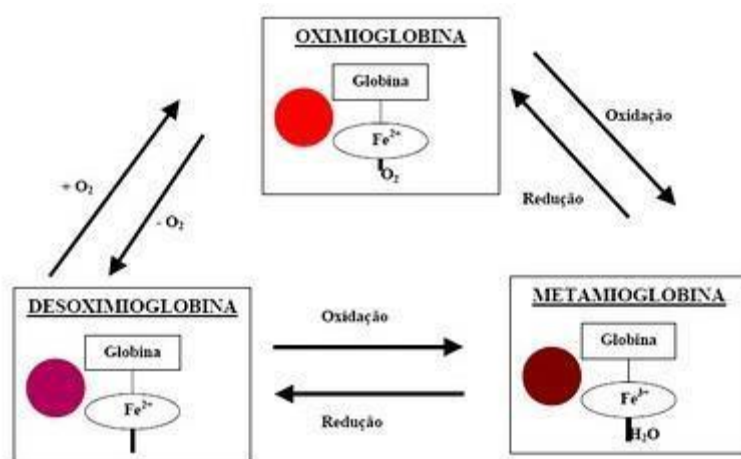 OXIMIOGLOBINA
Globina
Fe²⁺
O₂
Oxidação
Redução
+ O₂
- O₂
DESOXIMIOGLOBINA
Globina
Fe²⁺
Oxidação
Redução
METAMIOGLOBINA
Globina
Fe³⁺
H₂O